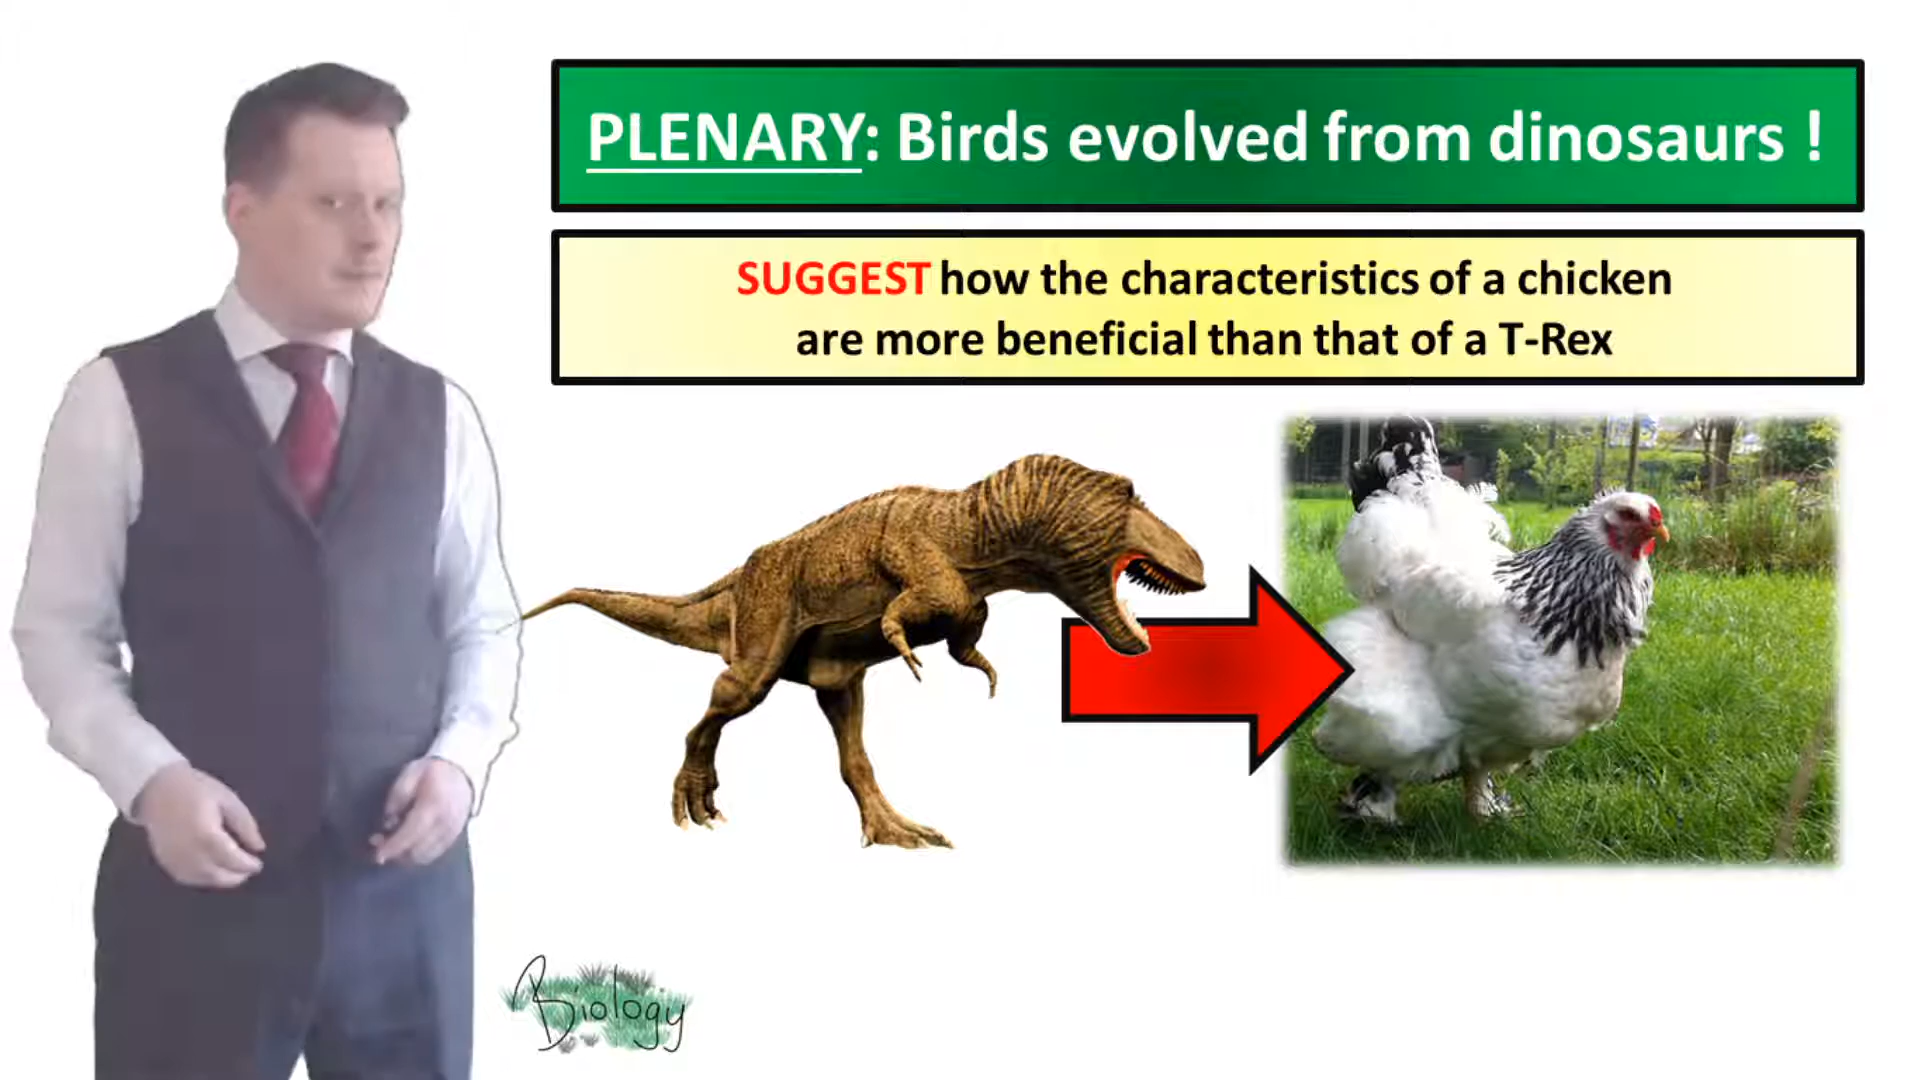 PLENARY: Birds evolved from dinosaurs !
SUGGEST how the characteristics of a chicken
are more beneficial than that of a T-Rex
Biology